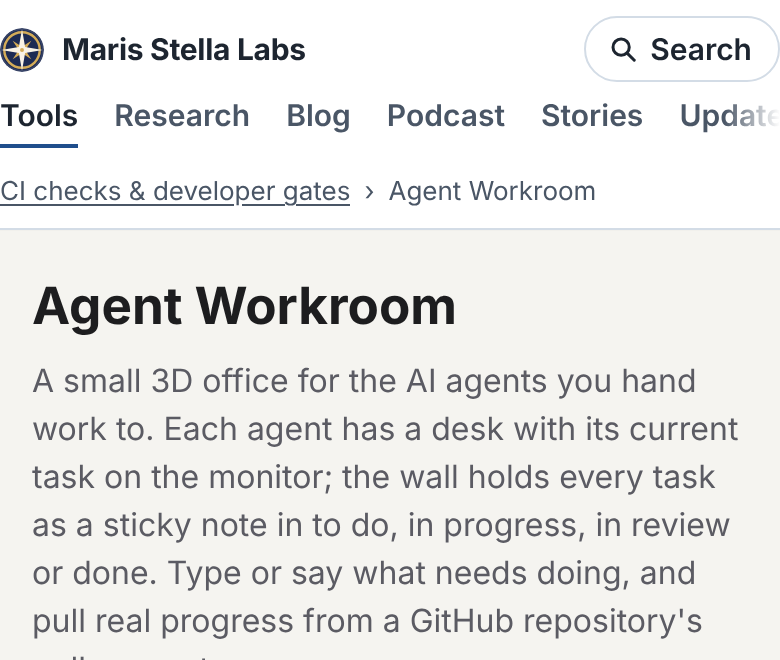 Maris Stella Labs
Search
Tools Research Blog Podcast Stories Update
CI checks & developer gates › Agent Workroom
Agent Workroom
A small 3D office for the AI agents you hand
work to. Each agent has a desk with its current
task on the monitor; the wall holds every task
as a sticky note in to do, in progress, in review
or done. Type or say what needs doing, and
pull real progress from a GitHub repository's